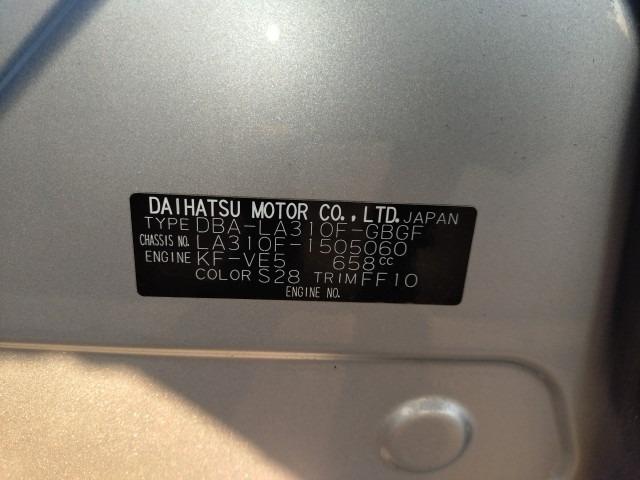 DAIHATSU MOTOR CO., LTD. JAPAN
TYPE DBA-LA310F-GBGF
CHASSIS NO. LA310F-1505060
ENGINE KF-VE5 658cc
COLOR S28 TRIM FF10
ENGINE NO.